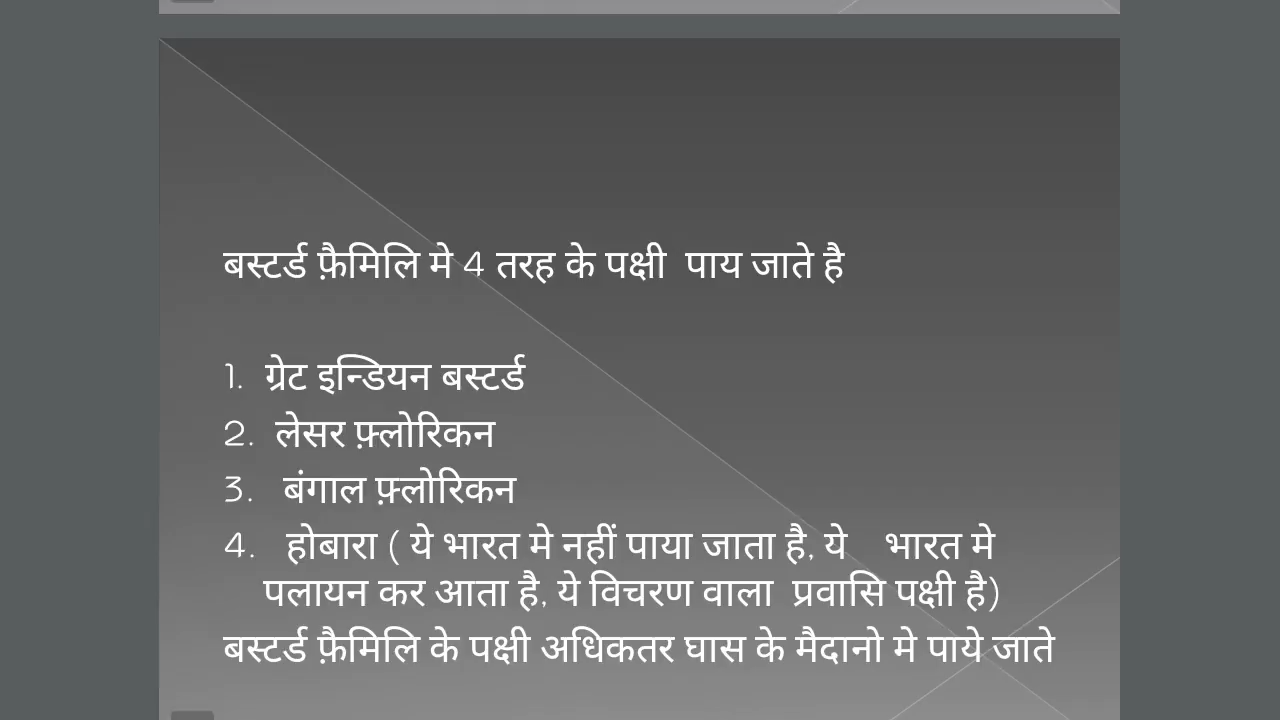 बस्टर्ड फ़ैमिलि मे 4 तरह के पक्षी पाय जाते है
1. ग्रेट इन्डियन बस्टर्ड
2. लेसर फ़्लोरिकन
3. बंगाल फ़्लोरिकन
4. होबारा ( ये भारत मे नहीं पाया जाता है, ये भारत मे
पलायन कर आता है, ये विचरण वाला प्रवासि पक्षी है)
बस्टर्ड फ़ैमिलि के पक्षी अधिकतर घास के मैदानो मे पाये जाते